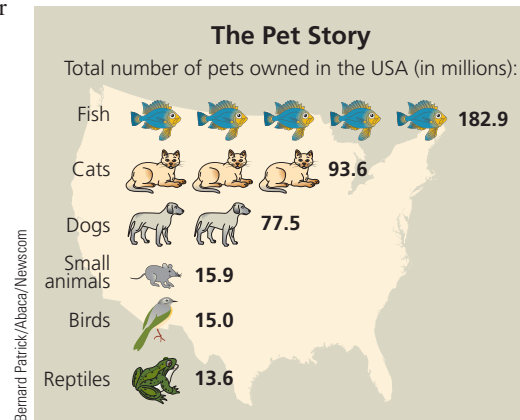 r
The Pet Story
Total number of pets owned in the USA (in millions):
Fish 182.9
Cats 93.6
Dogs 77.5
Small
animals 15.9
Birds 15.0
Reptiles 13.6
Bernard Patrick/Abaca/Newscom